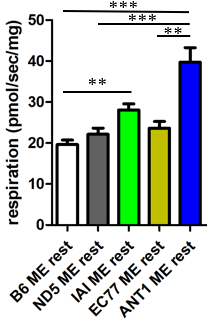 ***
***
**
**
respiration (pmol/sec/mg)
50
40
30
20
10
0
B6 ME rest
ND5 ME rest
IAI ME rest
EC77 ME rest
ANT1 ME rest